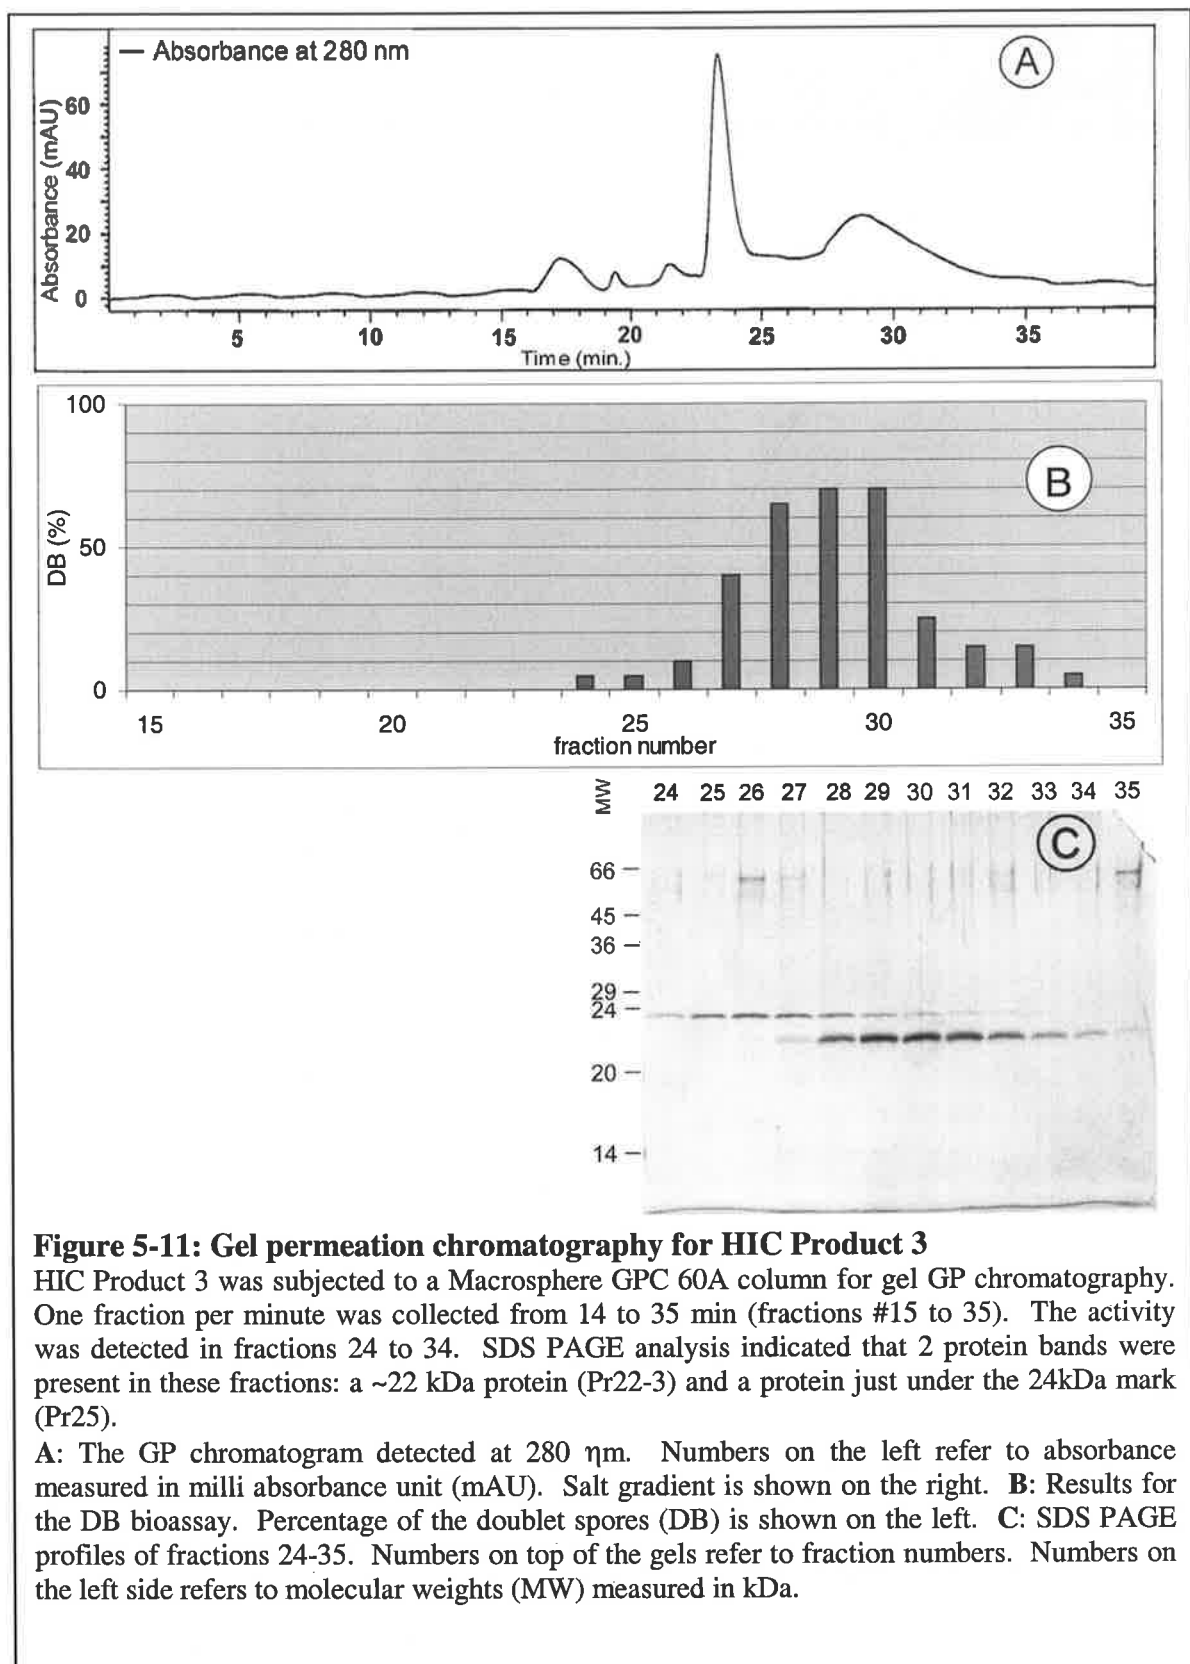 — Absorbance at 280 nm
A
Absorbance (mAU)
60
40
20
0
5 10 15 20 25 30 35
Time (min.)
100
B
DB (%)
50
0
15 20 25 30 35
fraction number
MW 24 25 26 27 28 29 30 31 32 33 34 35
C
66
45
36
29
24
20
14
Figure 5-11: Gel permeation chromatography for HIC Product 3
HIC Product 3 was subjected to a Macrosphere GPC 60A column for gel GP chromatography.
One fraction per minute was collected from 14 to 35 min (fractions #15 to 35). The activity
was detected in fractions 24 to 34. SDS PAGE analysis indicated that 2 protein bands were
present in these fractions: a ~22 kDa protein (Pr22-3) and a protein just under the 24kDa mark
(Pr25).
A: The GP chromatogram detected at 280 ηm. Numbers on the left refer to absorbance
measured in milli absorbance unit (mAU). Salt gradient is shown on the right. B: Results for
the DB bioassay. Percentage of the doublet spores (DB) is shown on the left. C: SDS PAGE
profiles of fractions 24-35. Numbers on top of the gels refer to fraction numbers. Numbers on
the left side refers to molecular weights (MW) measured in kDa.